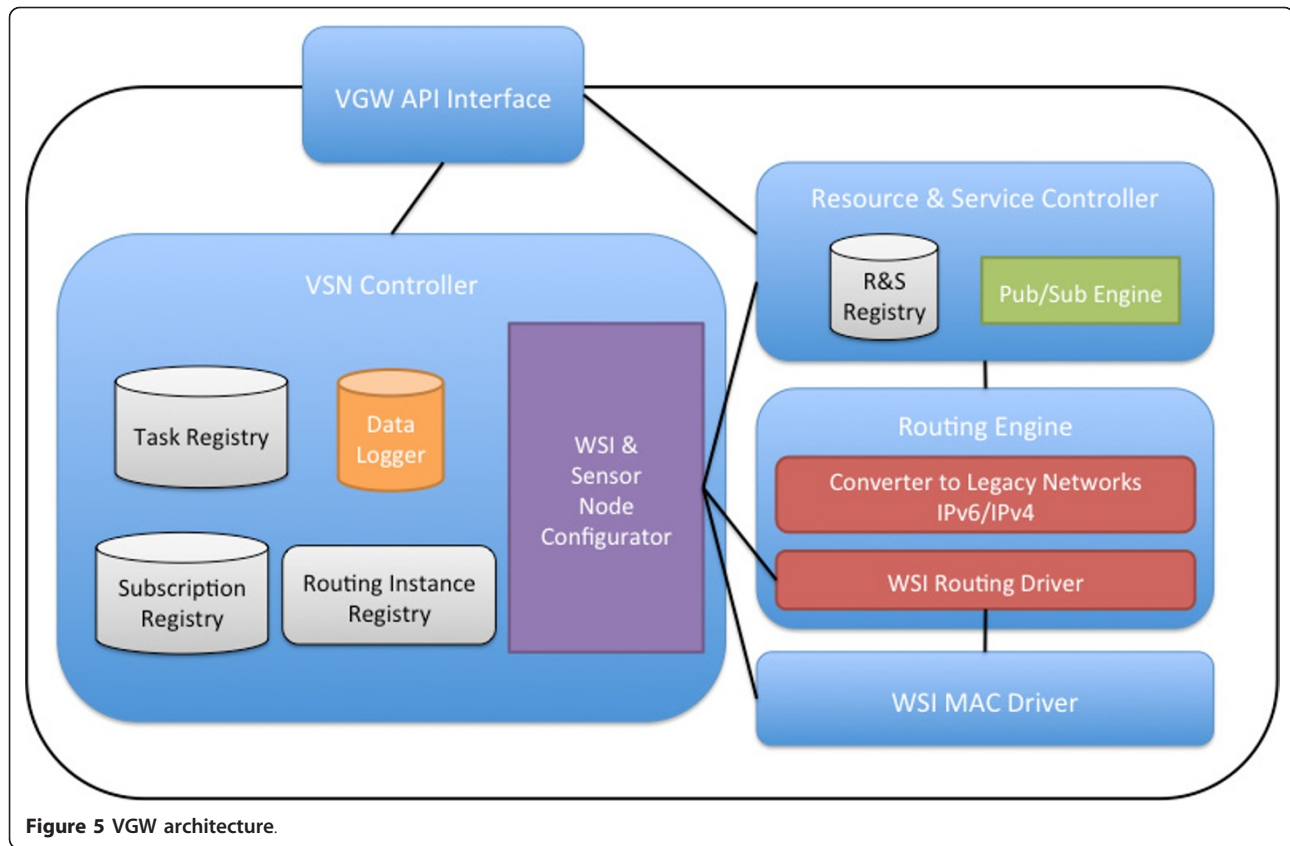 VGW API Interface
Resource & Service Controller
R&S
Registry
Pub/Sub Engine
VSN Controller
Task Registry
Data
Logger
WSI &
Sensor
Node
Configurator
Subscription
Registry
Routing Instance
Registry
Routing Engine
Converter to Legacy Networks
IPv6/IPv4
WSI Routing Driver
WSI MAC Driver
Figure 5 VGW architecture.